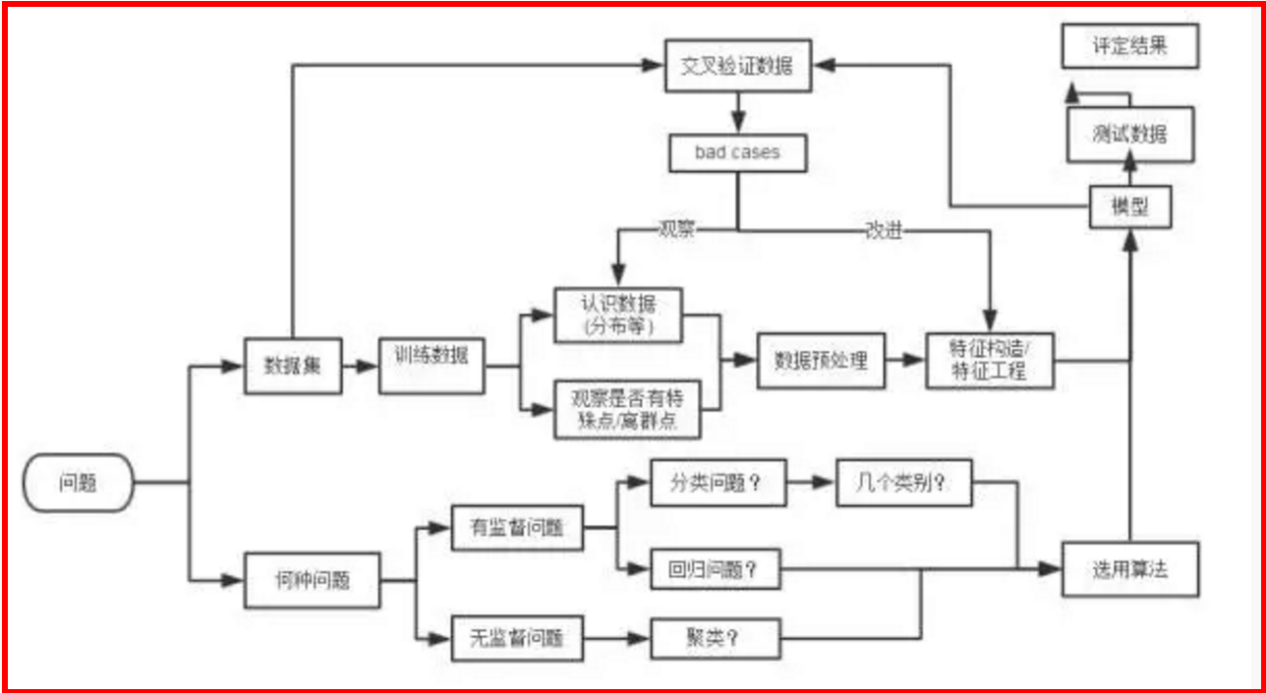 评定结果
交叉验证数据
测试数据
bad cases
模型
观察
改进
认识数据
(分布等)
数据集
训练数据
数据预处理
特征构造/
特征工程
观察是否有特
殊点/离群点
问题
分类问题?
几个类别?
有监督问题
何种问题
回归问题?
选用算法
无监督问题
聚类?